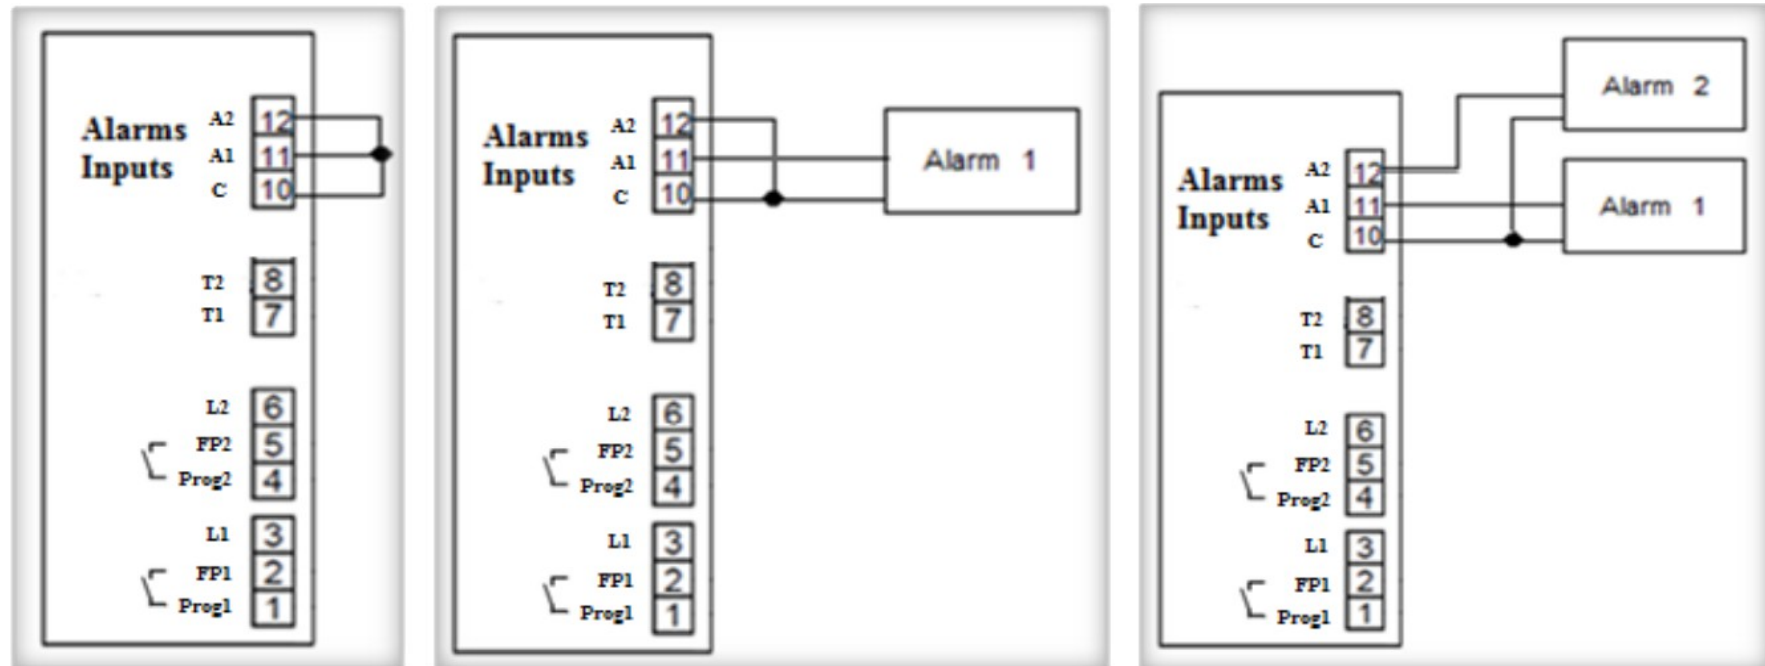 Alarms
Inputs
A2 12
A1 11
C 10
T2 8
T1 7
L2 6
FP2 5
Prog2 4
L1 3
FP1 2
Prog1 1
Alarms
Inputs
A2 12
A1 11
C 10
Alarm 1
T2 8
T1 7
L2 6
FP2 5
Prog2 4
L1 3
FP1 2
Prog1 1
Alarm 2
Alarms
Inputs
A2 12
A1 11
C 10
Alarm 1
T2 8
T1 7
L2 6
FP2 5
Prog2 4
L1 3
FP1 2
Prog1 1